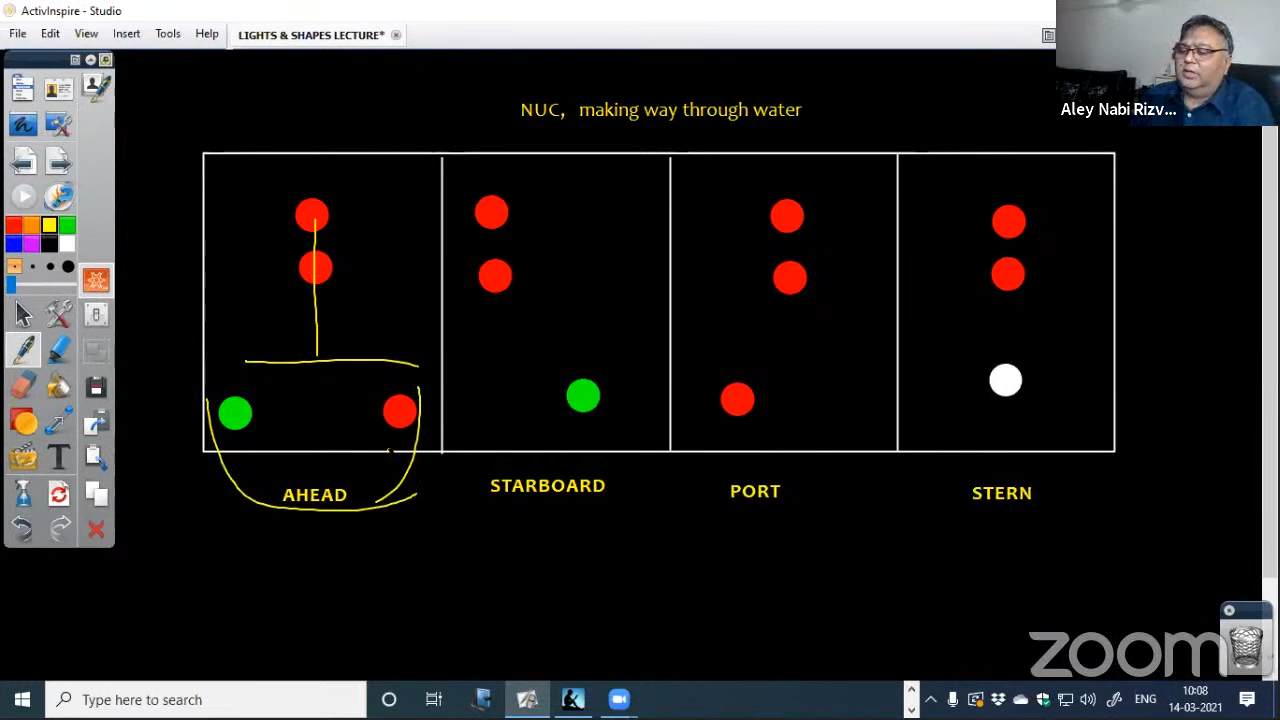 ActivInspire - Studio
File Edit View Insert Tools Help
LIGHTS & SHAPES LECTURE*
Aley Nabi Rizv...
NUC, making way through water
AHEAD
STARBOARD
PORT
STERN
zoom
Type here to search
ENG
10:08
14-03-2021